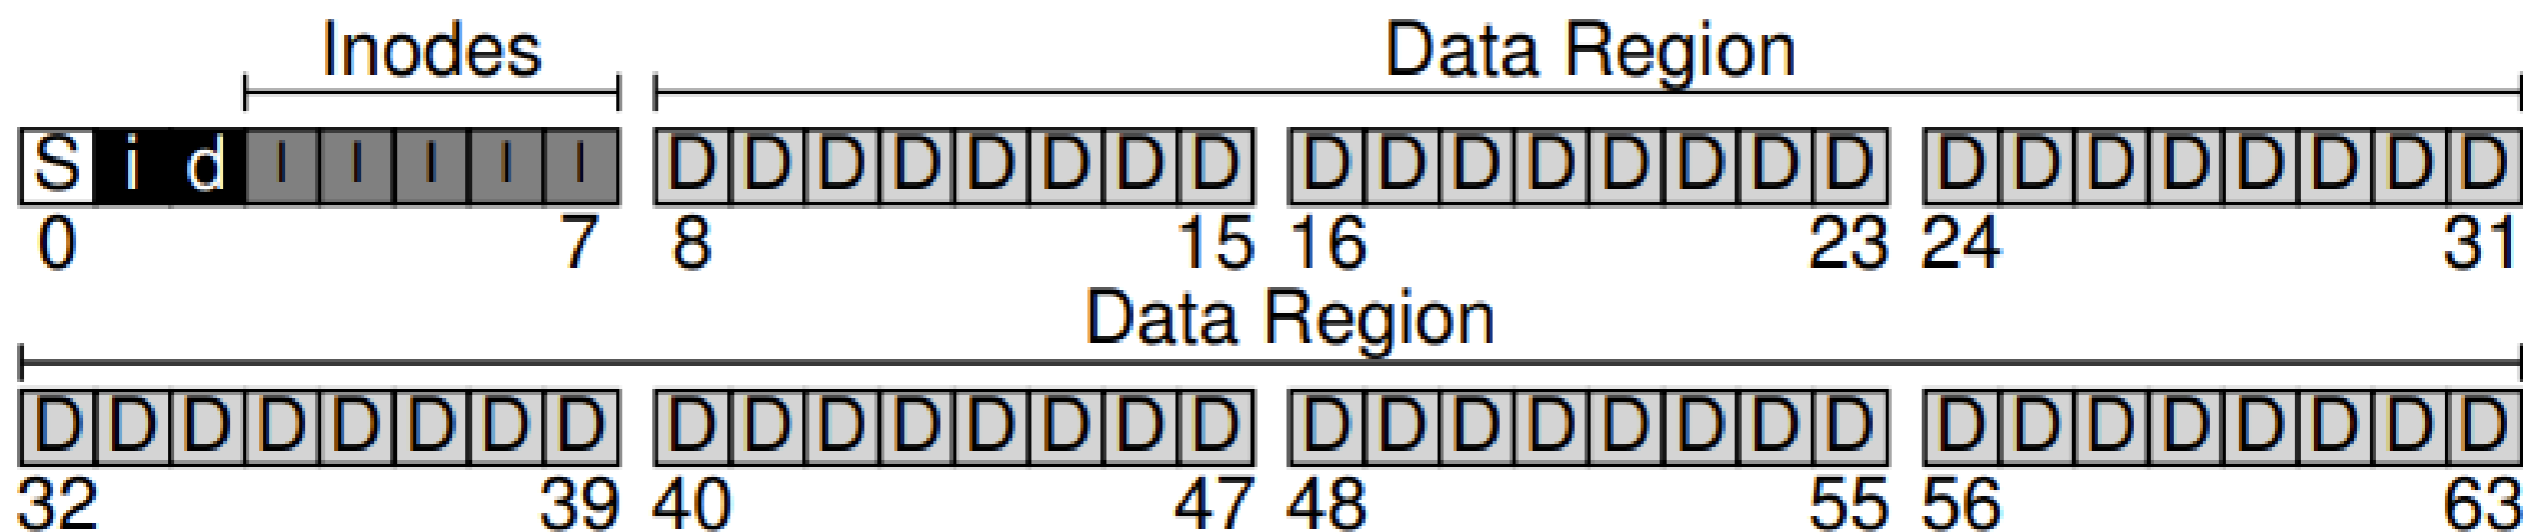 Inodes Data Region
S i d I I I I I D D D D D D D D D D D D D D D D D D D D D D D D
0 7 8 15 16 23 24 31
Data Region
D D D D D D D D D D D D D D D D D D D D D D D D D D D D D D D D
32 39 40 47 48 55 56 63